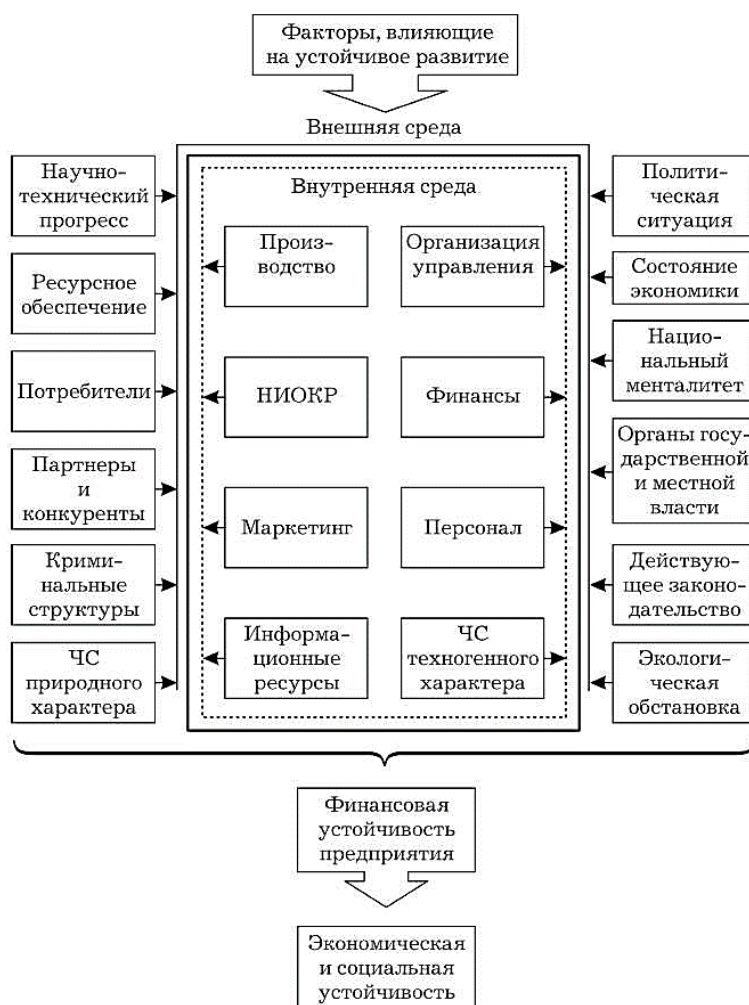 Факторы, влияющие
на устойчивое развитие
Внешняя среда
Научно-
технический
прогресс
Ресурсное
обеспечение
Потребители
Партнеры
и
конкуренты
Крими-
нальные
структуры
ЧС
природного
характера
Внутренняя среда
Произ-
водство
Организация
управления
НИОКР
Финансы
Маркетинг
Персонал
Информа-
ционные
ресурсы
ЧС
техногенного
характера
Полити-
ческая
ситуация
Состояние
экономики
Нацио-
нальный
менталитет
Органы госу-
дарственной
и местной
власти
Действую-
щее законо-
дательство
Экологи-
ческая
обстановка
Финансовая
устойчивость
предприятия
Экономическая
и социальная
устойчивость